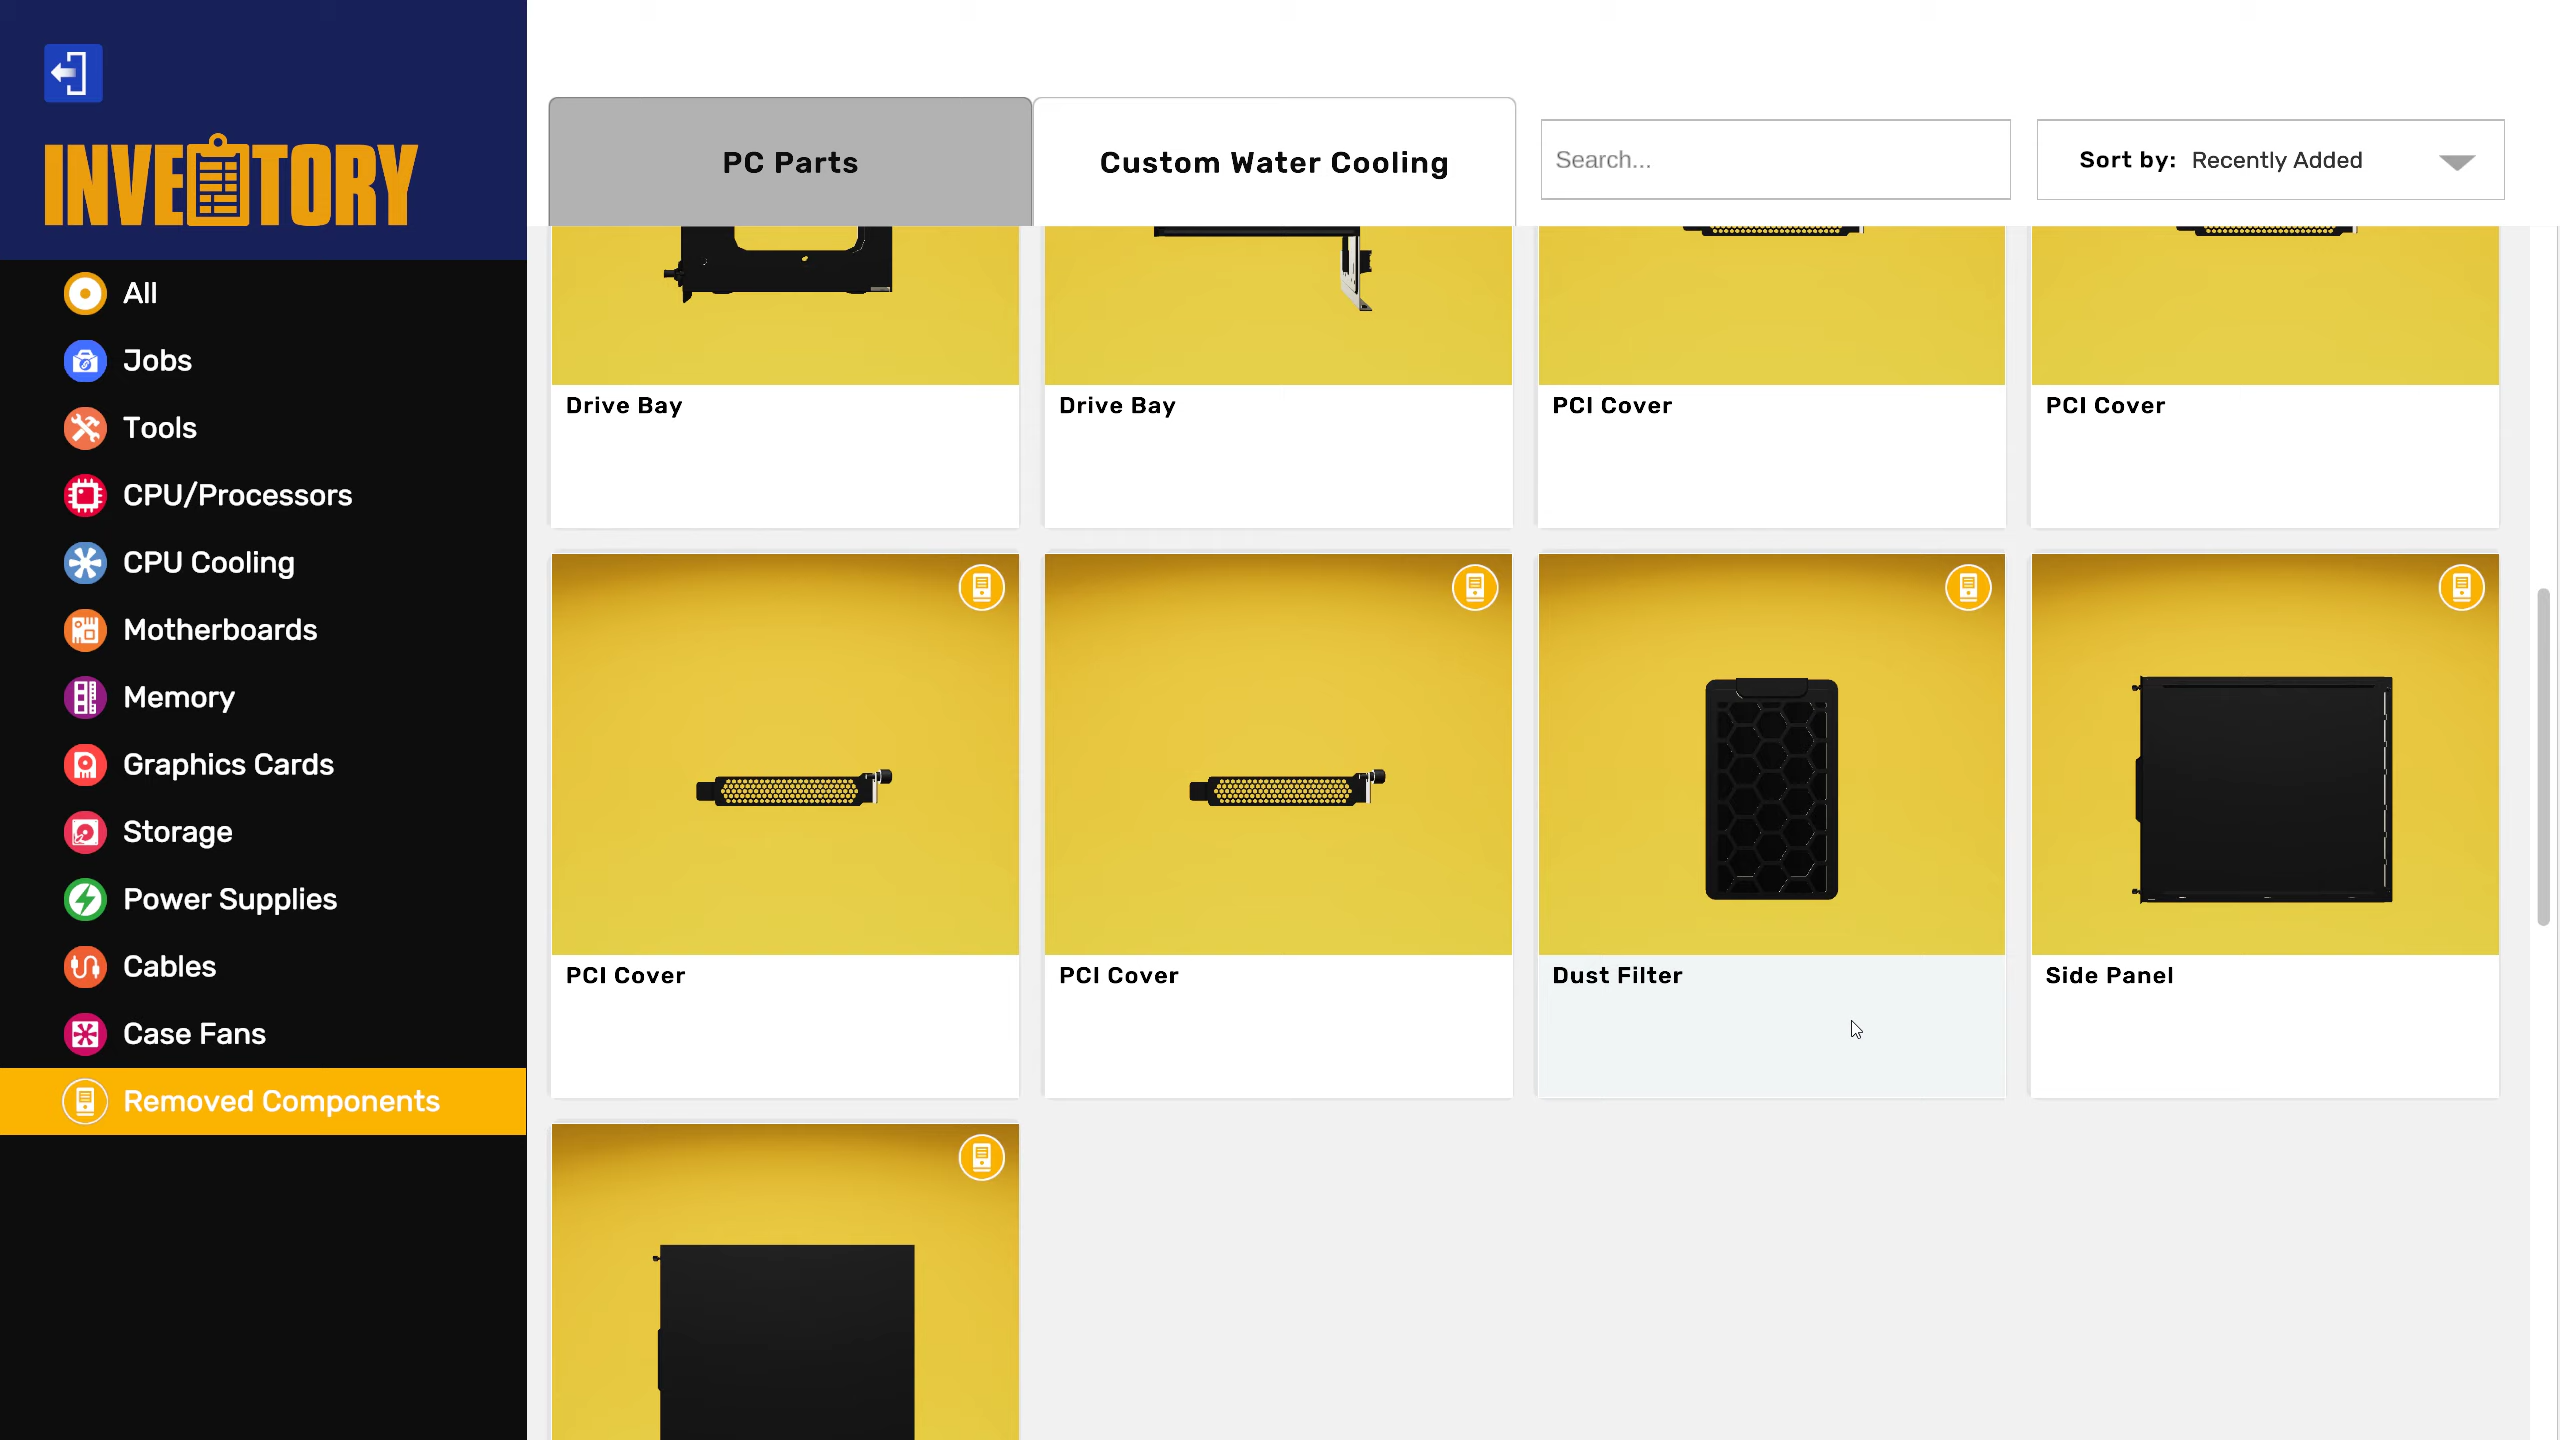 INVENTORY
PC Parts
Custom Water Cooling
Search...
Sort by: Recently Added
All
Jobs
Tools
CPU/Processors
CPU Cooling
Motherboards
Memory
Graphics Cards
Storage
Power Supplies
Cables
Case Fans
Removed Components
Drive Bay
Drive Bay
PCI Cover
PCI Cover
PCI Cover
PCI Cover
Dust Filter
Side Panel